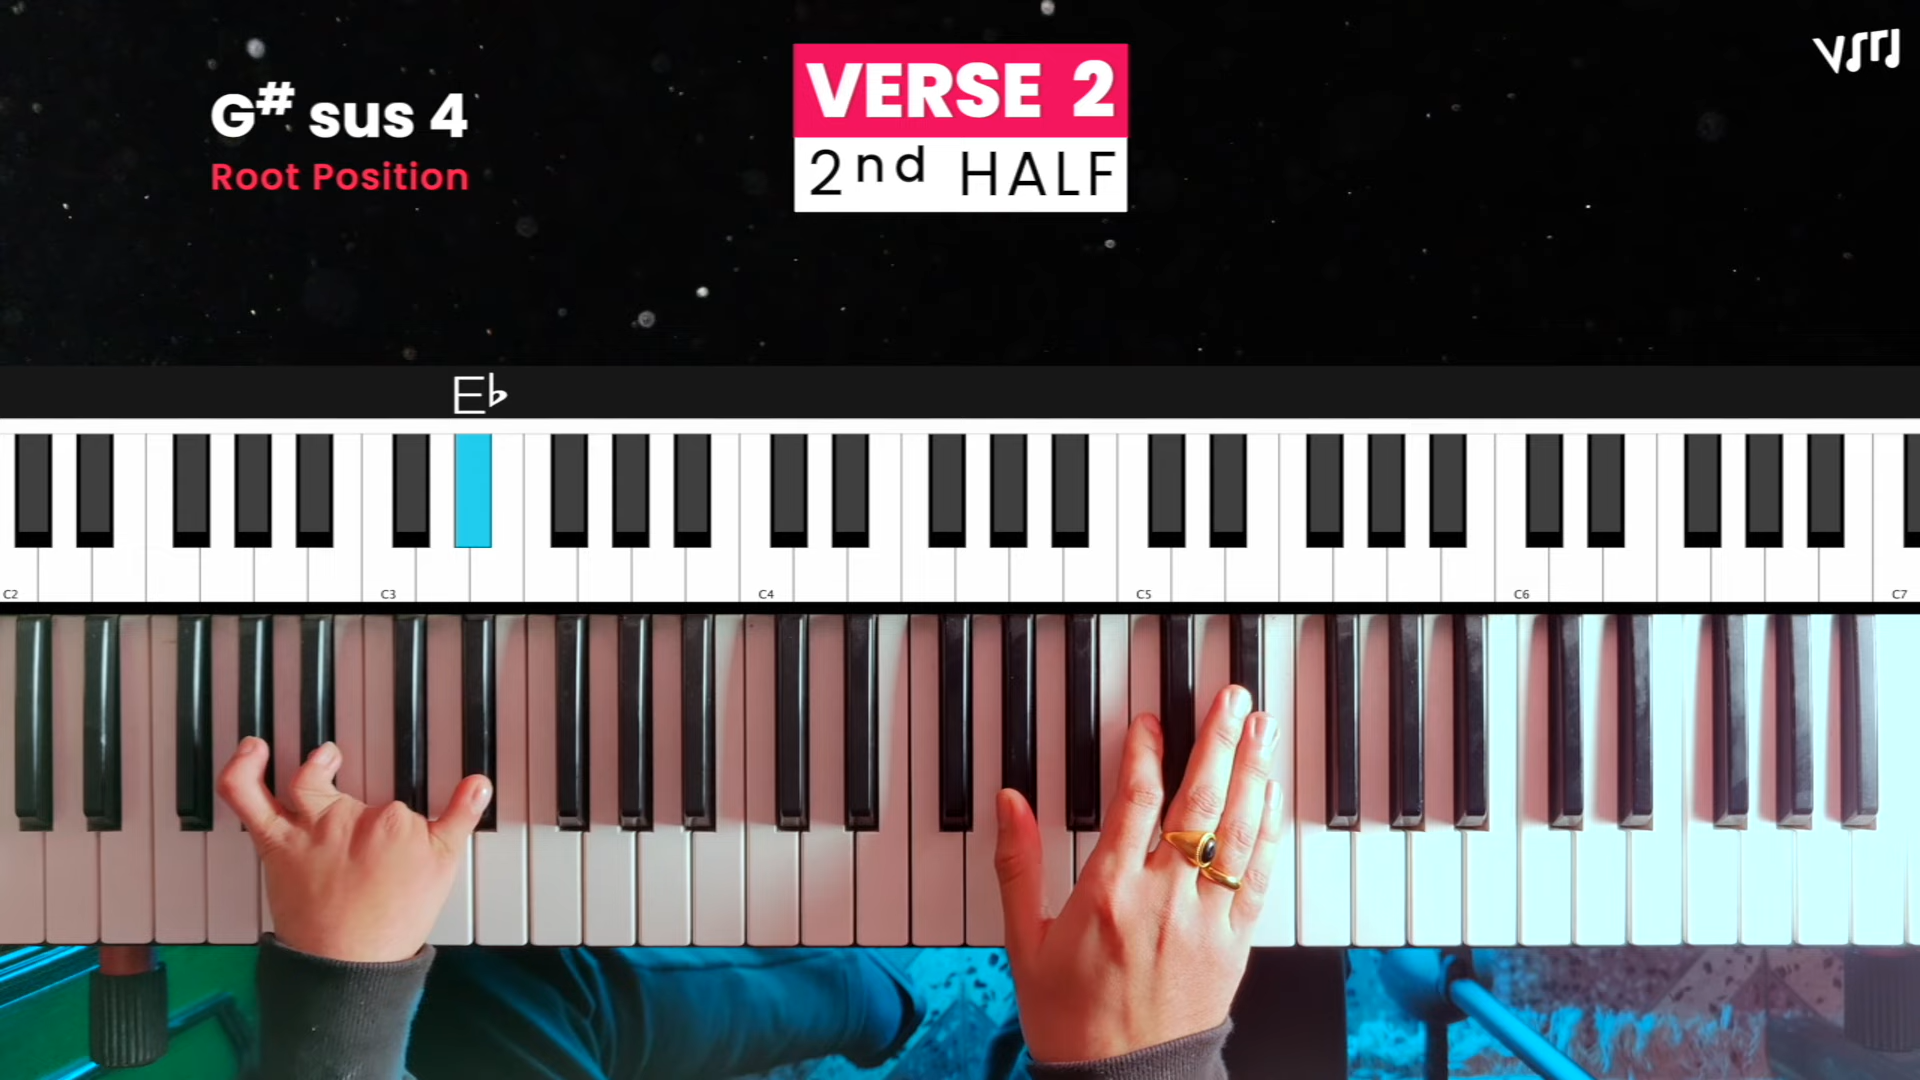 VERSE 2
2nd HALF
G# sus 4
Root Position
E♭
C2 C3 C4 C5 C6 C7